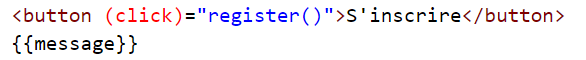 <button (click)="register()">S'inscrire</button>
{{message}}